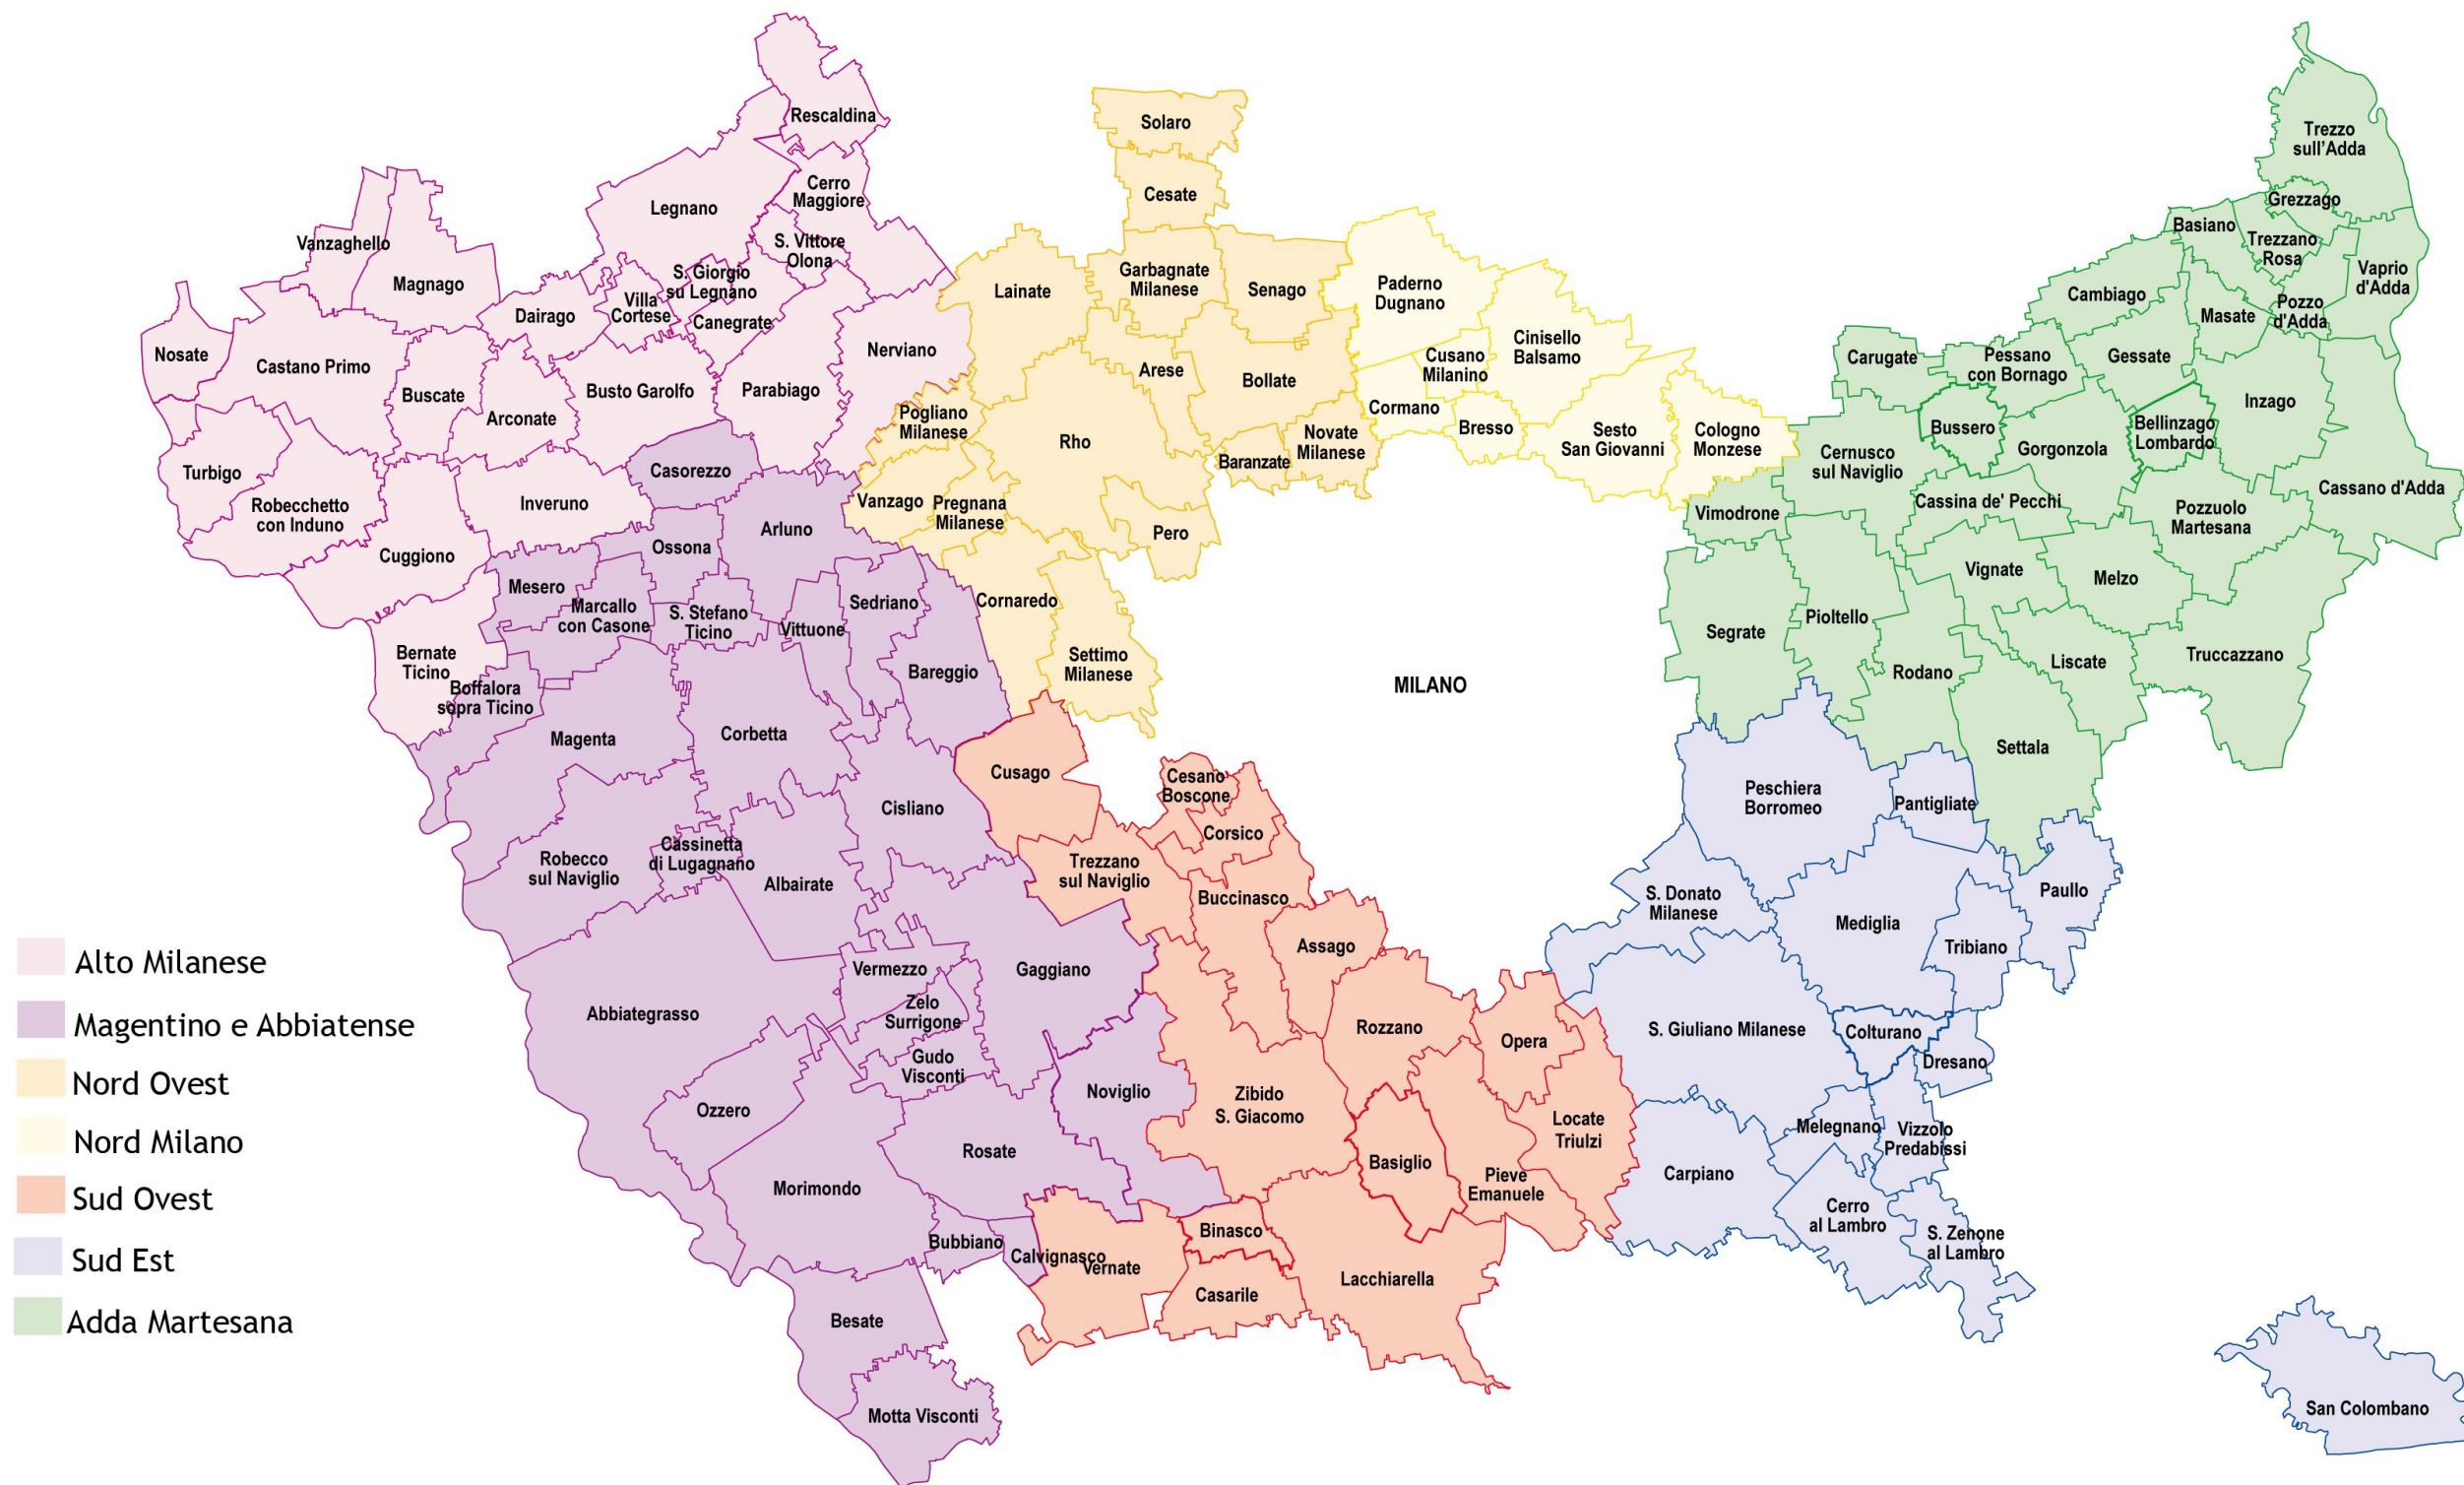 Rescaldina
Solaro
Trezzo
sull'Adda
Cesate
Cerro
Maggiore
Legnano
Grezzago
Basiano
Vanzaghello
S. Vittore
Olona
Trezzano
Rosa
Magnago
S. Giorgio
su Legnano
Lainate
Garbagnate
Milanese
Senago
Paderno
Dugnano
Vaprio
d'Adda
Cambiago
Villa
Cortese
Dairago
Canegrate
Masate
Pozzo
d'Adda
Nosate
Castano Primo
Nerviano
Cinisello
Balsamo
Cusano
Milanino
Carugate
Pessano
con Bornago
Gessate
Buscate
Busto Garolfo
Parabiago
Arese
Bollate
Arconate
Pogliano
Milanese
Cormano
Inzago
Rho
Novate
Milanese
Bresso
Sesto
San Giovanni
Cologno
Monzese
Bussero
Bellinzago
Lombardo
Gorgonzola
Turbigo
Casorezzo
Baranzate
Cernusco
sul Naviglio
Robecchetto
con Induno
Inveruno
Vanzago
Pregnana
Milanese
Vimodrone
Cassina de' Pecchi
Cassano d'Adda
Pozzuolo
Martesana
Arluno
Pero
Cuggiono
Ossona
Vignate
Melzo
Mesero
Marcallo
con Casone
S. Stefano
Ticino
Vittuone
Sedriano
Cornaredo
Segrate
Pioltello
Bernate
Ticino
Boffalora
sopra Ticino
Bareggio
Settimo
Milanese
MILANO
Rodano
Liscate
Truccazzano
Magenta
Corbetta
Settala
Cusago
Cesano
Boscone
Peschiera
Borromeo
Pantigliate
Cisliano
Corsico
Robecco
sul Naviglio
Cassinetta
di Lugagnano
Albairate
Trezzano
sul Naviglio
Buccinasco
S. Donato
Milanese
Paullo
Mediglia
Assago
Tribiano
Alto Milanese
Vermezzo
Gaggiano
Magentino e Abbiatense
Abbiategrasso
Zelo
Surrigone
Rozzano
Opera
S. Giuliano Milanese
Colturano
Dresano
Nord Ovest
Gudo
Visconti
Noviglio
Zibido
S. Giacomo
Ozzero
Locate
Triulzi
Melegnano
Vizzolo
Predabissi
Nord Milano
Rosate
Basiglio
Pieve
Emanuele
Carpiano
Morimondo
Sud Ovest
Cerro
al Lambro
Binasco
Bubbiano
Calvignasco
Vernate
S. Zenone
al Lambro
Sud Est
Casarile
Lacchiarella
Adda Martesana
Besate
Motta Visconti
San Colombano